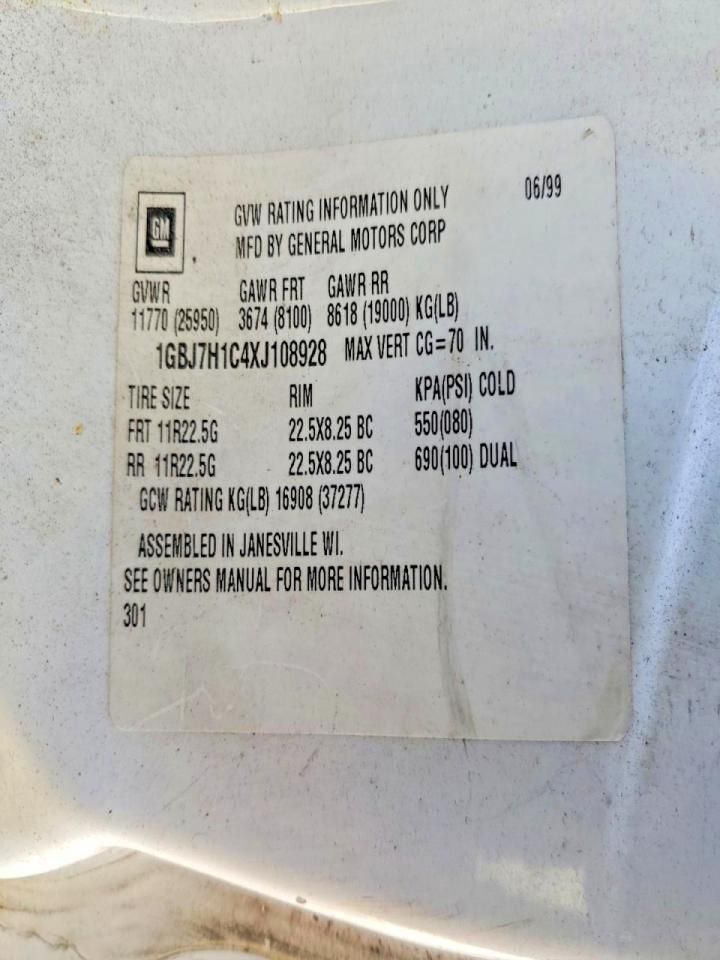 GM
GVW RATING INFORMATION ONLY 06/99
MFD BY GENERAL MOTORS CORP
GVWR GAWR FRT GAWR RR
11770 (25950) 3674 (8100) 8618 (19000) KG(LB)
1GBJ7H1C4XJ108928 MAX VERT CG=70 IN.
TIRE SIZE RIM KPA(PSI) COLD
FRT 11R22.5G 22.5X8.25 BC 550(080)
RR 11R22.5G 22.5X8.25 BC 690(100) DUAL
GCW RATING KG(LB) 16908 (37277)
ASSEMBLED IN JANESVILLE WI.
SEE OWNERS MANUAL FOR MORE INFORMATION.
301